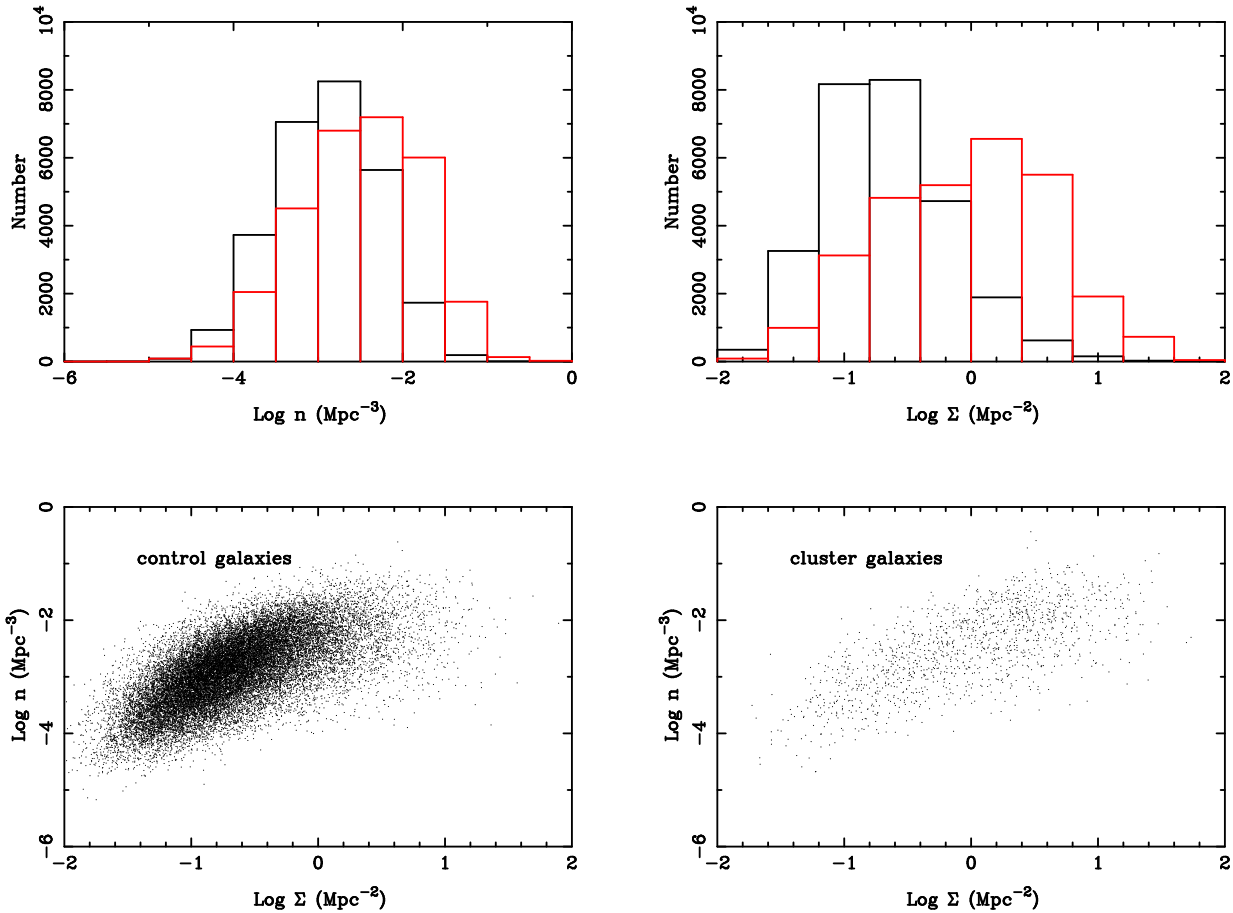 10⁴
8000
6000
4000
2000
0
Number
−6 −4 −2 0
Log n (Mpc⁻³)
10⁴
8000
6000
4000
2000
0
Number
−2 −1 0 1 2
Log Σ (Mpc⁻²)
0
−2
−4
−6
Log n (Mpc⁻³)
control galaxies
−2 −1 0 1 2
Log Σ (Mpc⁻²)
0
−2
−4
−6
Log n (Mpc⁻³)
cluster galaxies
−2 −1 0 1 2
Log Σ (Mpc⁻²)